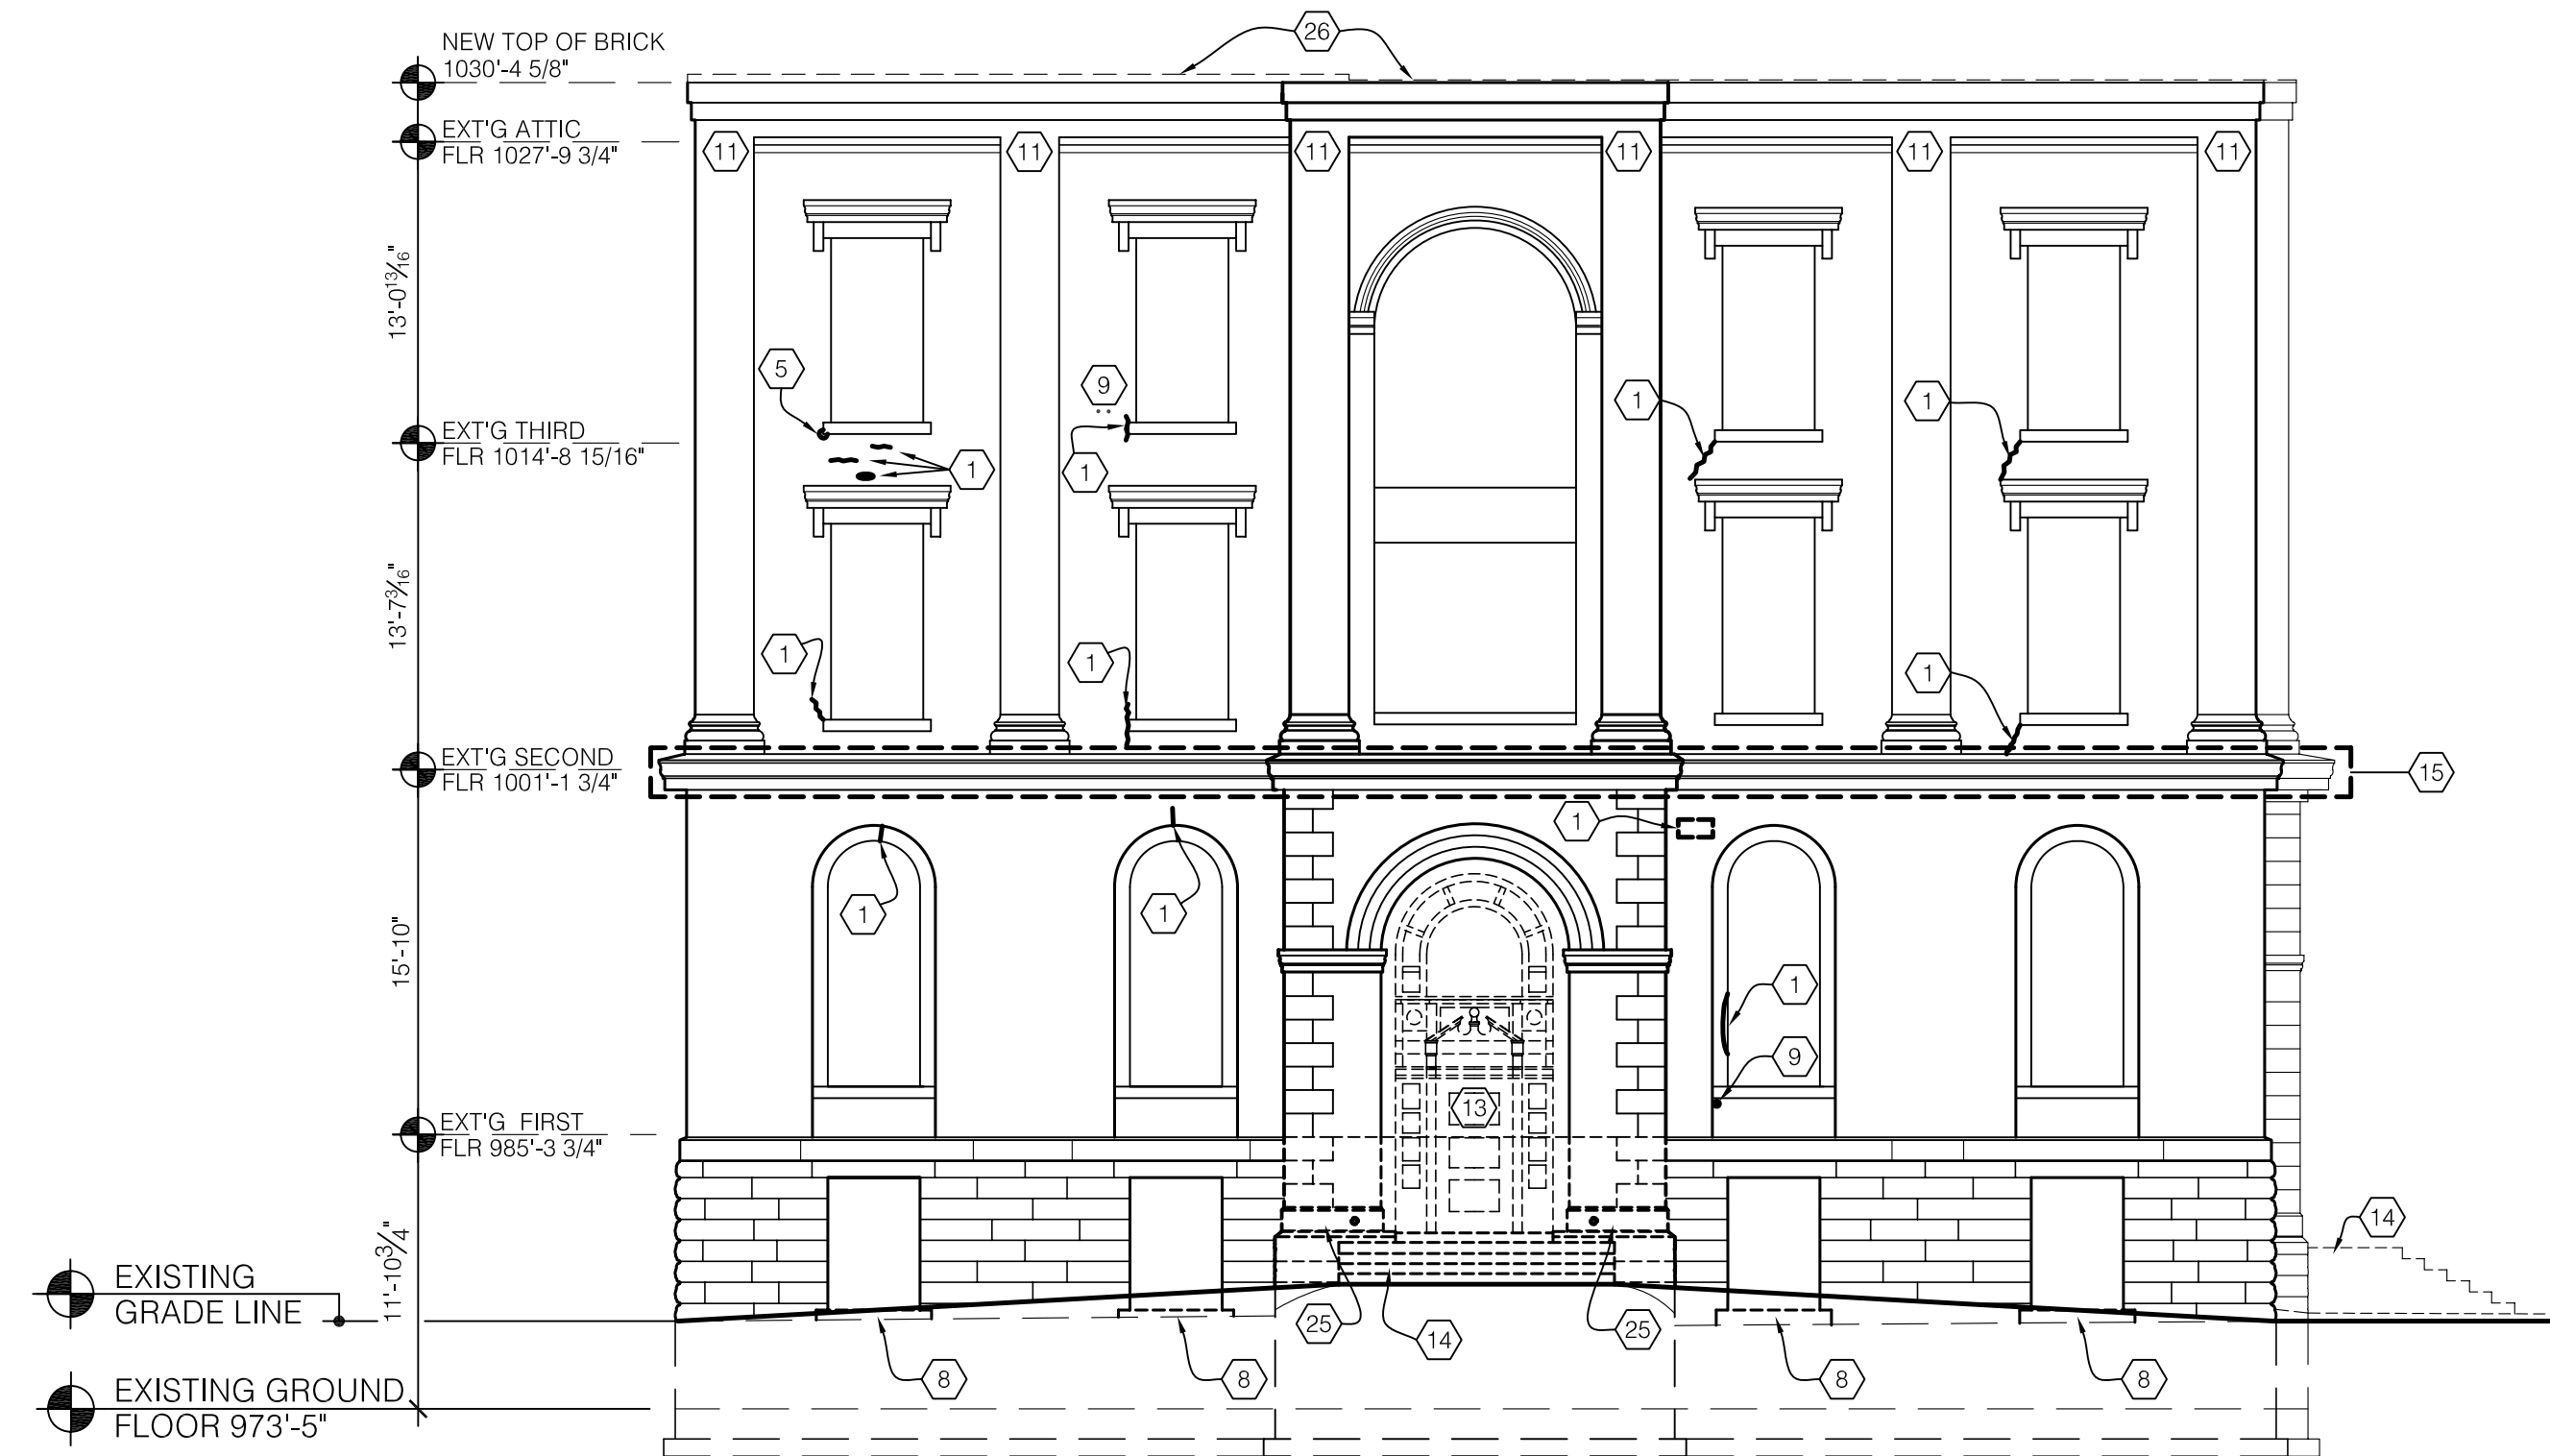 26
NEW TOP OF BRICK
1030'-4 5/8"
EXT'G ATTIC
FLR 1027'-9 3/4"
11
11
11
11
11
11
13'-0 13/16"
5
9
1
1
EXT'G THIRD
FLR 1014'-8 15/16"
1
1
13'-7 3/16"
1
1
1
EXT'G SECOND
FLR 1001'-1 3/4"
15
1
1
1
15'-10"
1
9
13
EXT'G FIRST
FLR 985'-3 3/4"
11'-10 3/4"
14
EXISTING
GRADE LINE
25
14
25
8
8
8
8
EXISTING GROUND
FLOOR 973'-5"